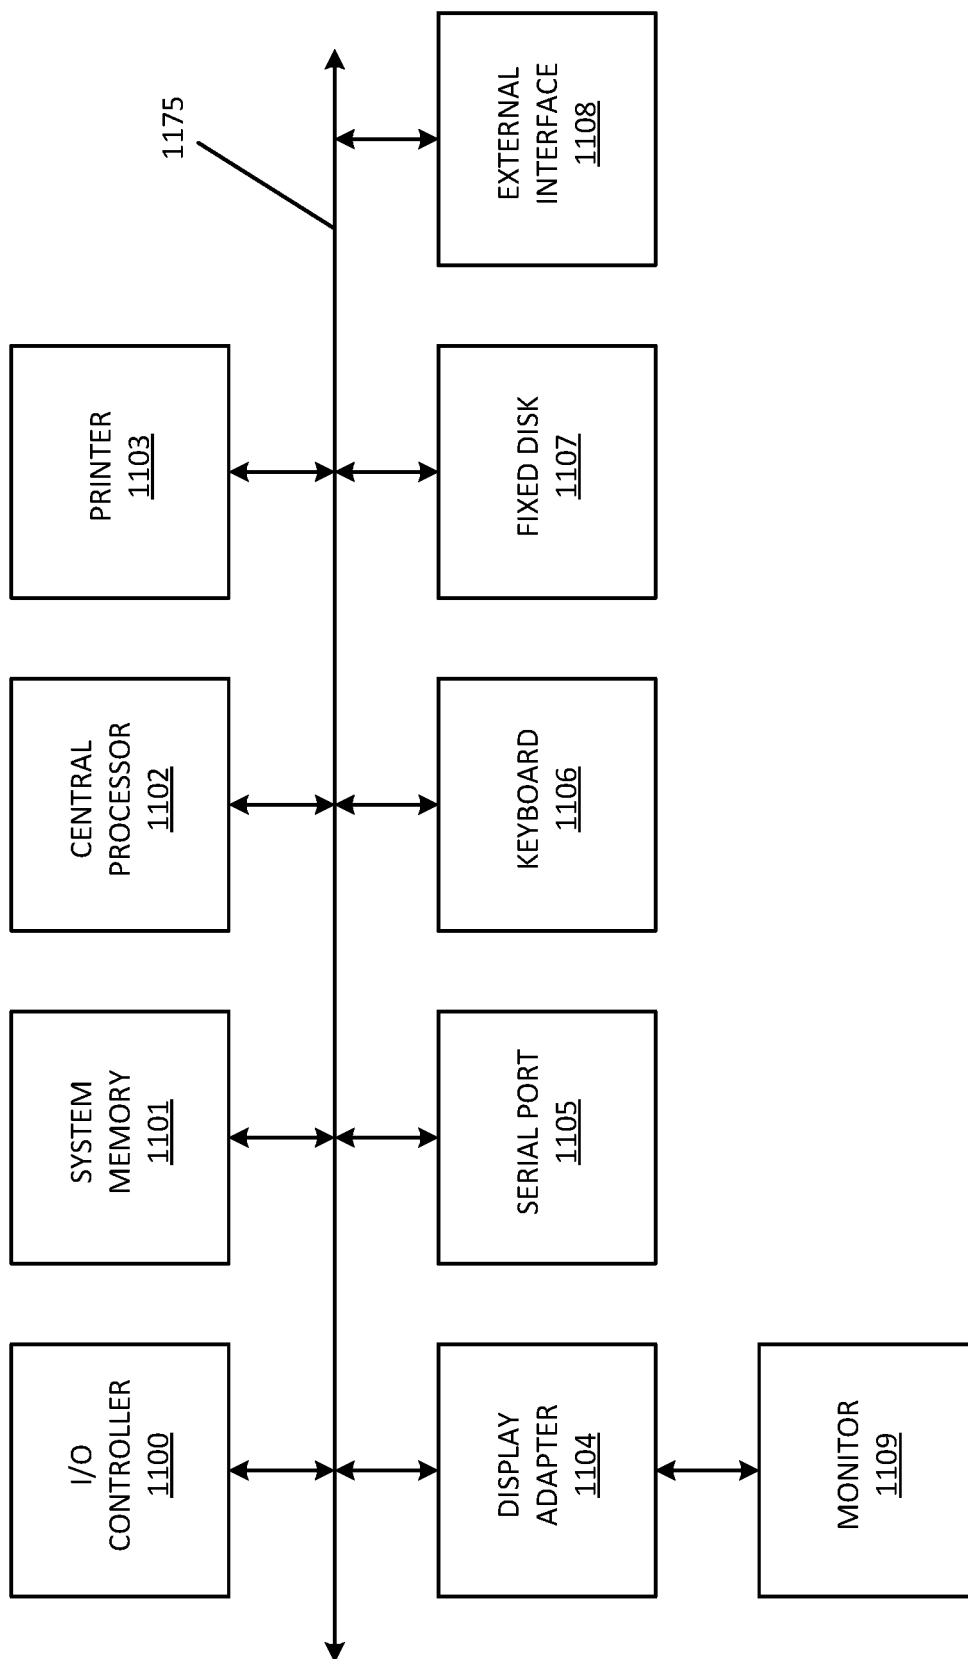 I/O
CONTROLLER
1100
SYSTEM
MEMORY
1101
CENTRAL
PROCESSOR
1102
PRINTER
1103
1175
DISPLAY
ADAPTER
1104
SERIAL PORT
1105
KEYBOARD
1106
FIXED DISK
1107
EXTERNAL
INTERFACE
1108
MONITOR
1109